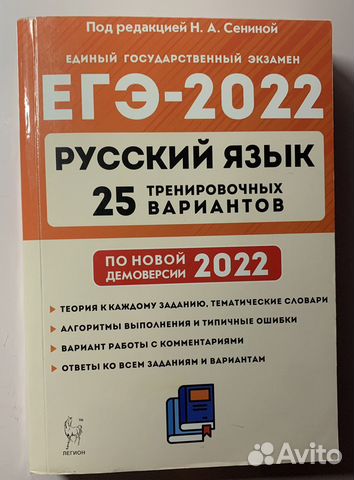 Под редакцией Н. А. Сениной
ЕДИНЫЙ ГОСУДАРСТВЕННЫЙ ЭКЗАМЕН
ЕГЭ-2022
РУССКИЙ ЯЗЫК
25 ТРЕНИРОВОЧНЫХ
ВАРИАНТОВ
ПО НОВОЙ
ДЕМОВЕРСИИ 2022
• ТЕОРИЯ К КАЖДОМУ ЗАДАНИЮ, ТЕМАТИЧЕСКИЕ СЛОВАРИ
• АЛГОРИТМЫ ВЫПОЛНЕНИЯ И ТИПИЧНЫЕ ОШИБКИ
• ВАРИАНТ РАБОТЫ С КОММЕНТАРИЯМИ
• ОТВЕТЫ КО ВСЕМ ЗАДАНИЯМ И ВАРИАНТАМ
ЛЕГИОН
Avito